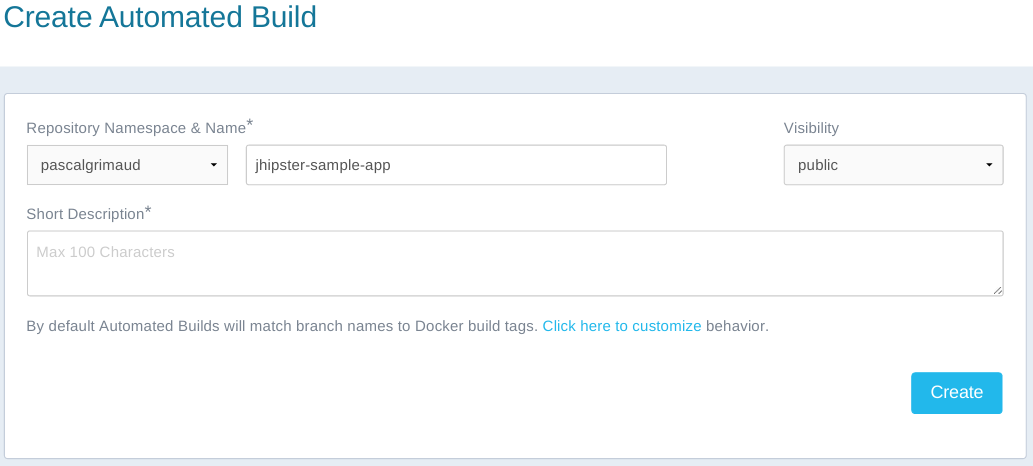 Create Automated Build
Repository Namespace & Name* Visibility
pascalgrimaud jhipster-sample-app public
Short Description*
Max 100 Characters
By default Automated Builds will match branch names to Docker build tags. Click here to customize behavior.
Create